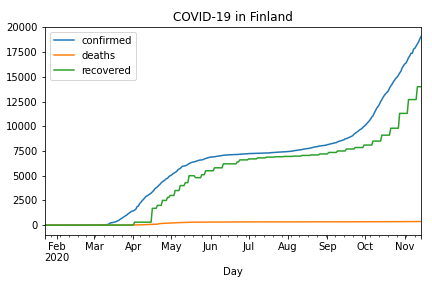 COVID-19 in Finland
confirmed
deaths
recovered
20000
17500
15000
12500
10000
7500
5000
2500
0
Feb Mar Apr May Jun Jul Aug Sep Oct Nov
2020
Day